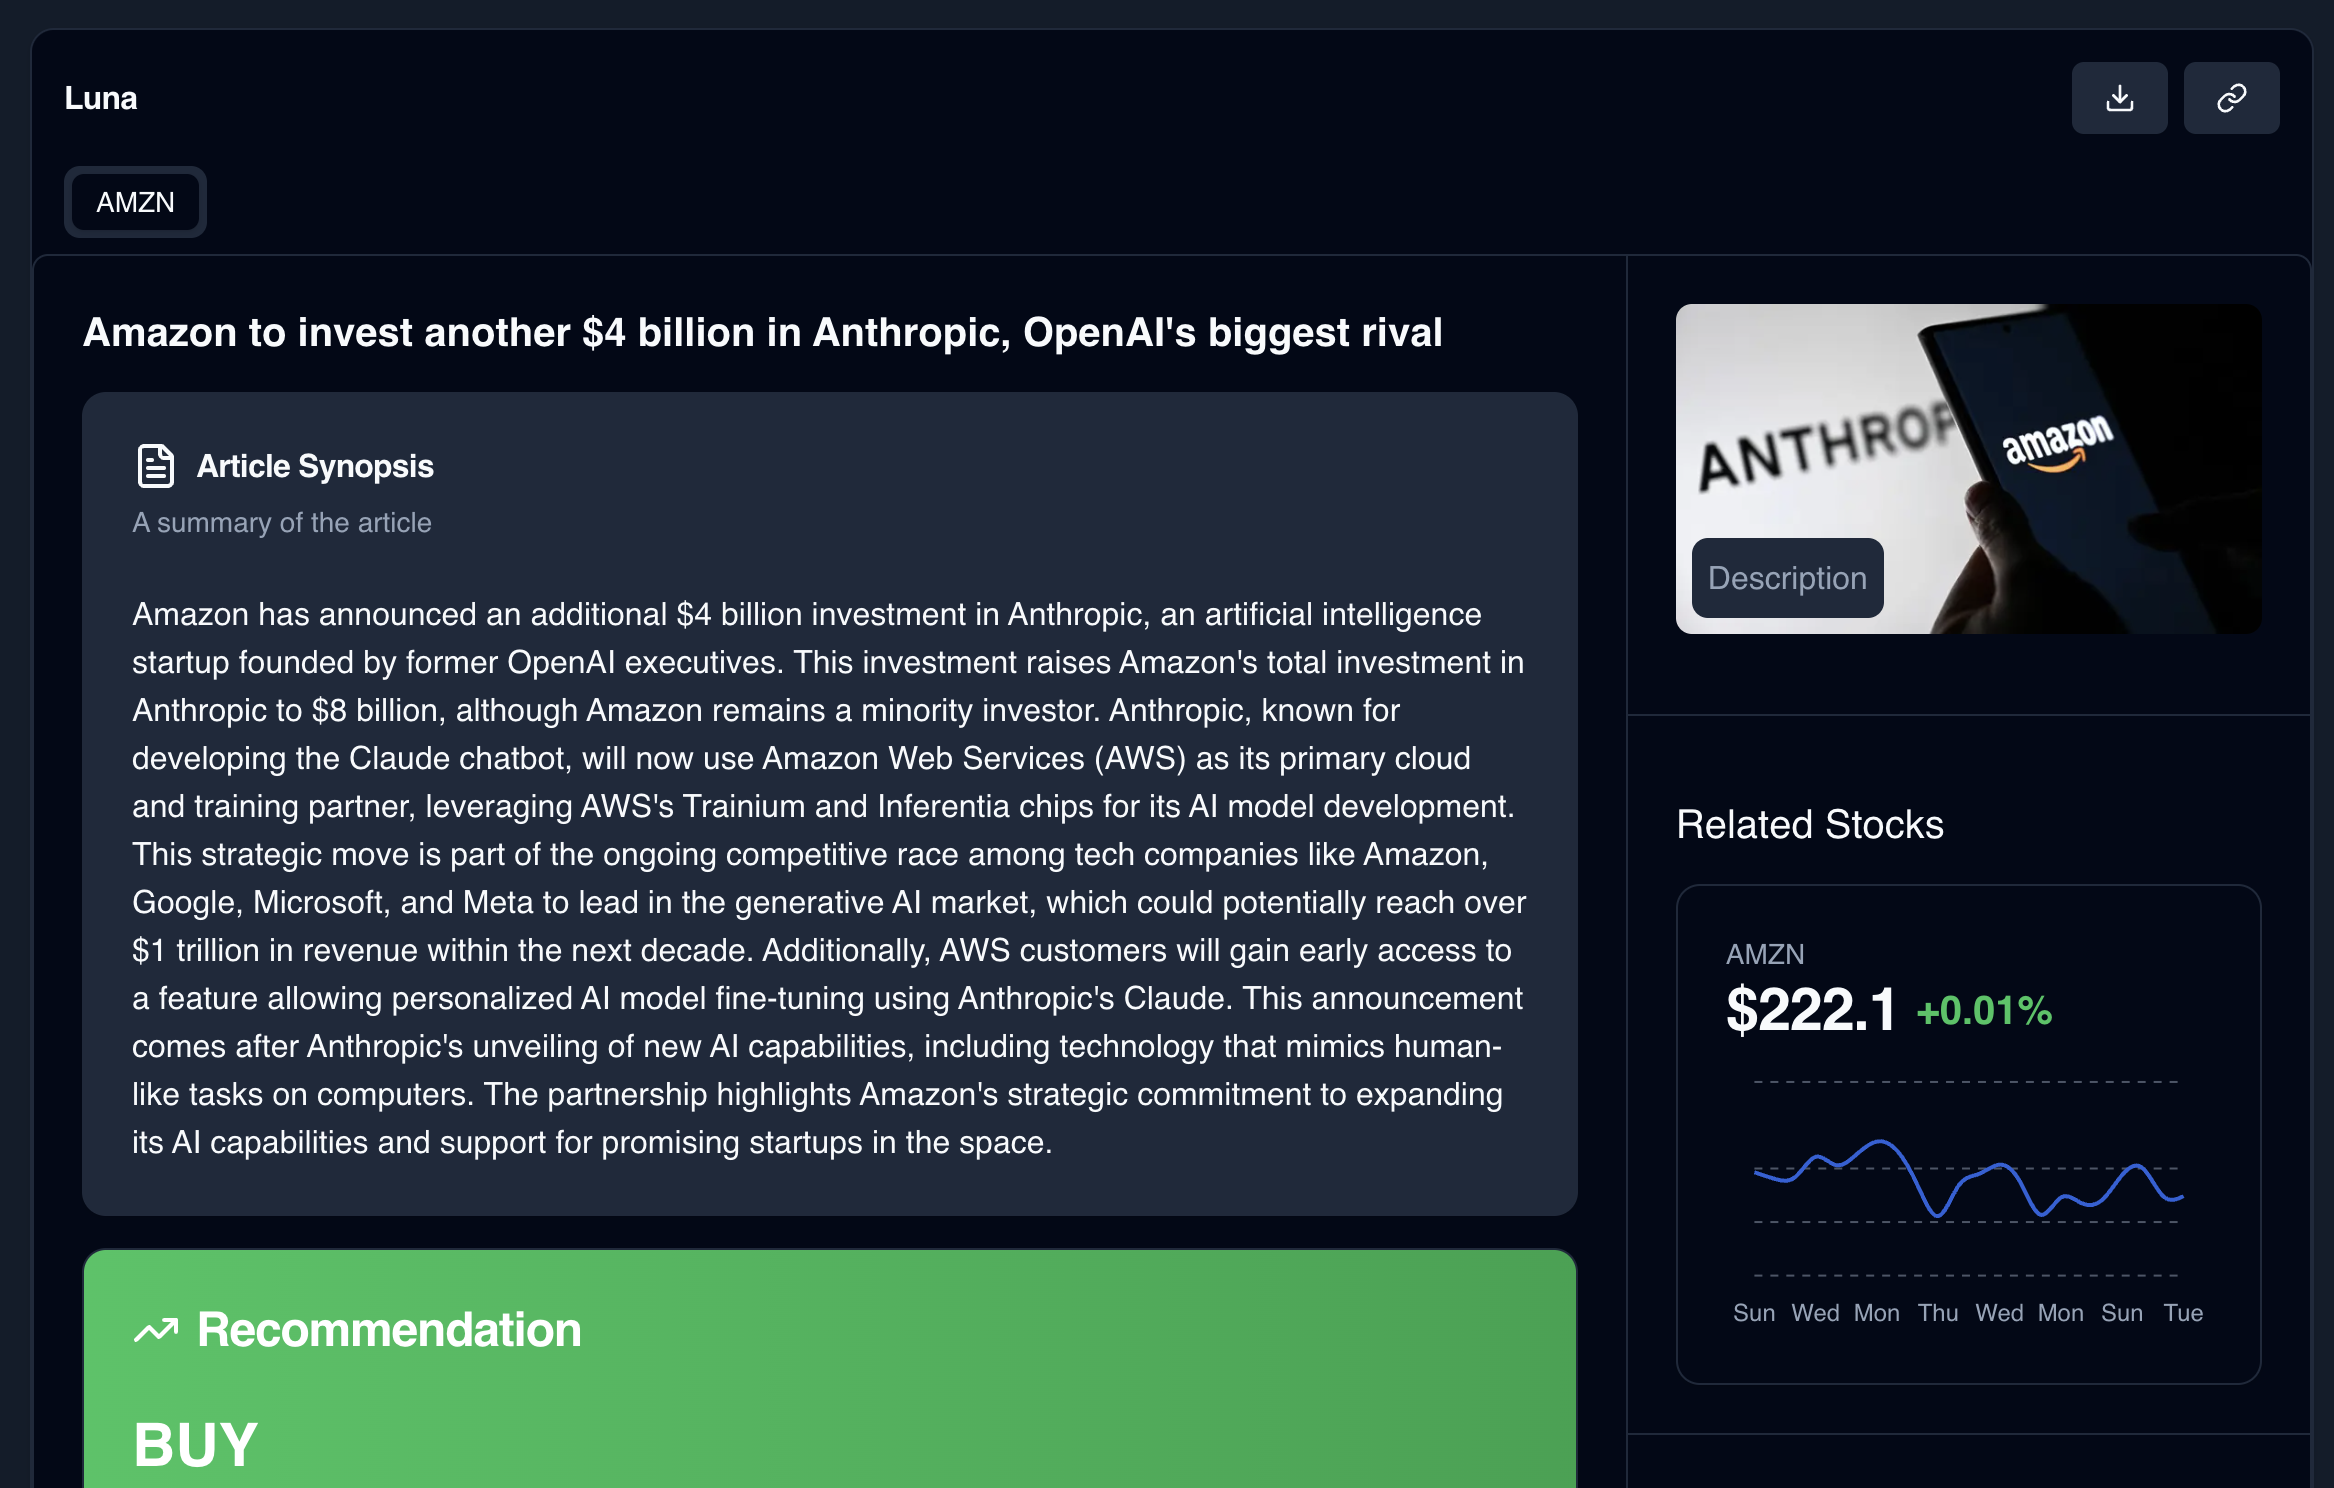 Luna
AMZN
Amazon to invest another $4 billion in Anthropic, OpenAI's biggest rival
Article Synopsis
A summary of the article
Amazon has announced an additional $4 billion investment in Anthropic, an artificial intelligence
startup founded by former OpenAI executives. This investment raises Amazon's total investment in
Anthropic to $8 billion, although Amazon remains a minority investor. Anthropic, known for
developing the Claude chatbot, will now use Amazon Web Services (AWS) as its primary cloud
and training partner, leveraging AWS's Trainium and Inferentia chips for its AI model development.
This strategic move is part of the ongoing competitive race among tech companies like Amazon,
Google, Microsoft, and Meta to lead in the generative AI market, which could potentially reach over
$1 trillion in revenue within the next decade. Additionally, AWS customers will gain early access to
a feature allowing personalized AI model fine-tuning using Anthropic's Claude. This announcement
comes after Anthropic's unveiling of new AI capabilities, including technology that mimics human-
like tasks on computers. The partnership highlights Amazon's strategic commitment to expanding
its AI capabilities and support for promising startups in the space.
Recommendation
BUY
ANTHROP
amazon
Description
Related Stocks
AMZN
$222.1 +0.01%
Sun Wed Mon Thu Wed Mon Sun Tue